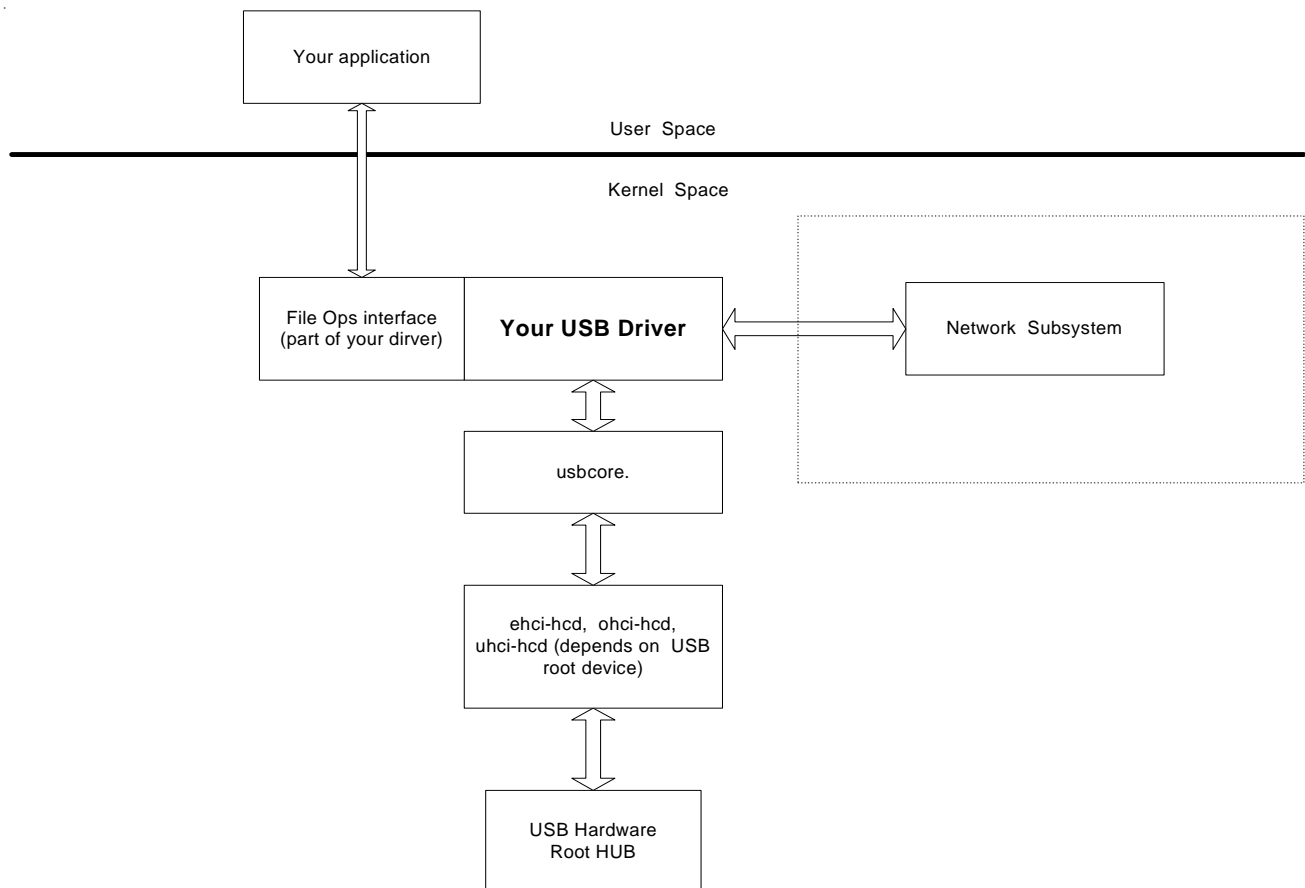 Your application
User Space
Kernel Space
File Ops interface
(part of your dirver)
Your USB Driver
Network Subsystem
usbcore.
ehci-hcd, ohci-hcd,
uhci-hcd (depends on USB
root device)
USB Hardware
Root HUB